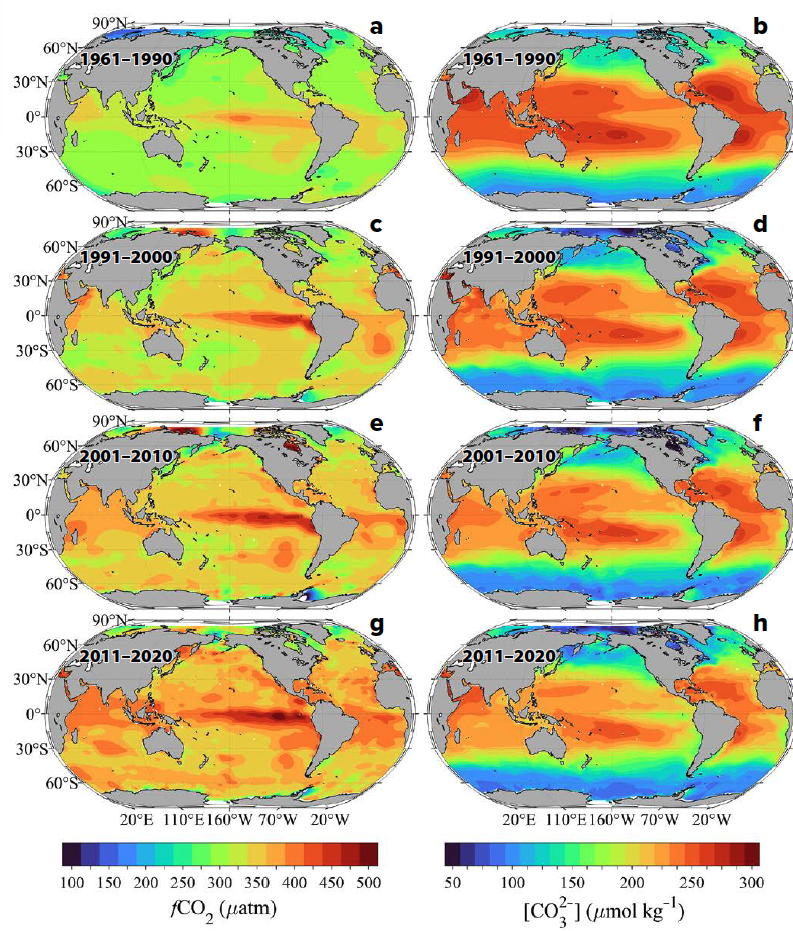 90°N
a
b
60°N
1961–1990
1961–1990
30°N
0°
30°S
60°S
90°N
c
d
60°N
1991–2000
1991–2000
30°N
0°
30°S
60°S
90°N
e
f
60°N
2001–2010
2001–2010
30°N
0°
30°S
60°S
90°N
g
h
60°N
2011–2020
2011–2020
30°N
0°
30°S
60°S
20°E 110°E 160°W 70°W 20°W
20°E 110°E 160°W 70°W 20°W
100 150 200 250 300 350 400 450 500
50 100 150 200 250 300
fCO₂ (μatm)
[CO₃²⁻] (μmol kg⁻¹)